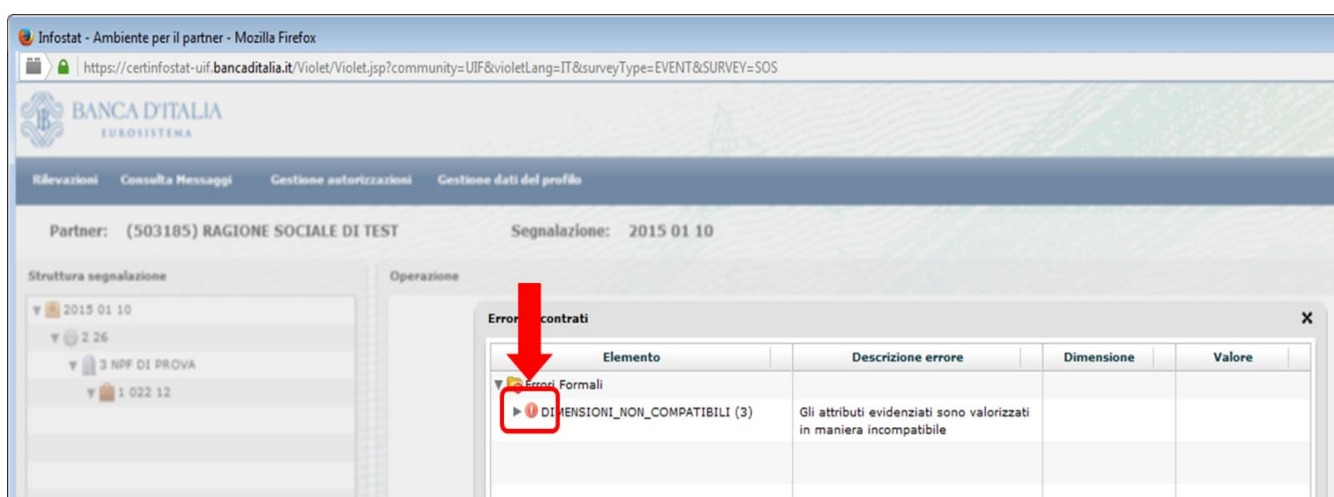 Infostat - Ambiente per il partner - Mozilla Firefox
https://certinfostat-uif.bancaditalia.it/Violet/Violet.jsp?community=UIF&violetLang=IT&surveyType=EVENT&SURVEY=SOS
BANCA D'ITALIA
EUROSISTEMA
Rilevazioni Consulta Messaggi Gestione autorizzazioni Gestione dati del profilo
Partner: (503185) RAGIONE SOCIALE DI TEST Segnalazione: 2015 01 10
Struttura segnalazione Operazione
2015 01 10
2 26
3 NPF DI PROVA
1 022 12
X
Elemento Descrizione errore Dimensione Valore
Errori Formali
DIMENSIONI_NON_COMPATIBILI (3) Gli attributi evidenziati sono valorizzati
in maniera incompatibile